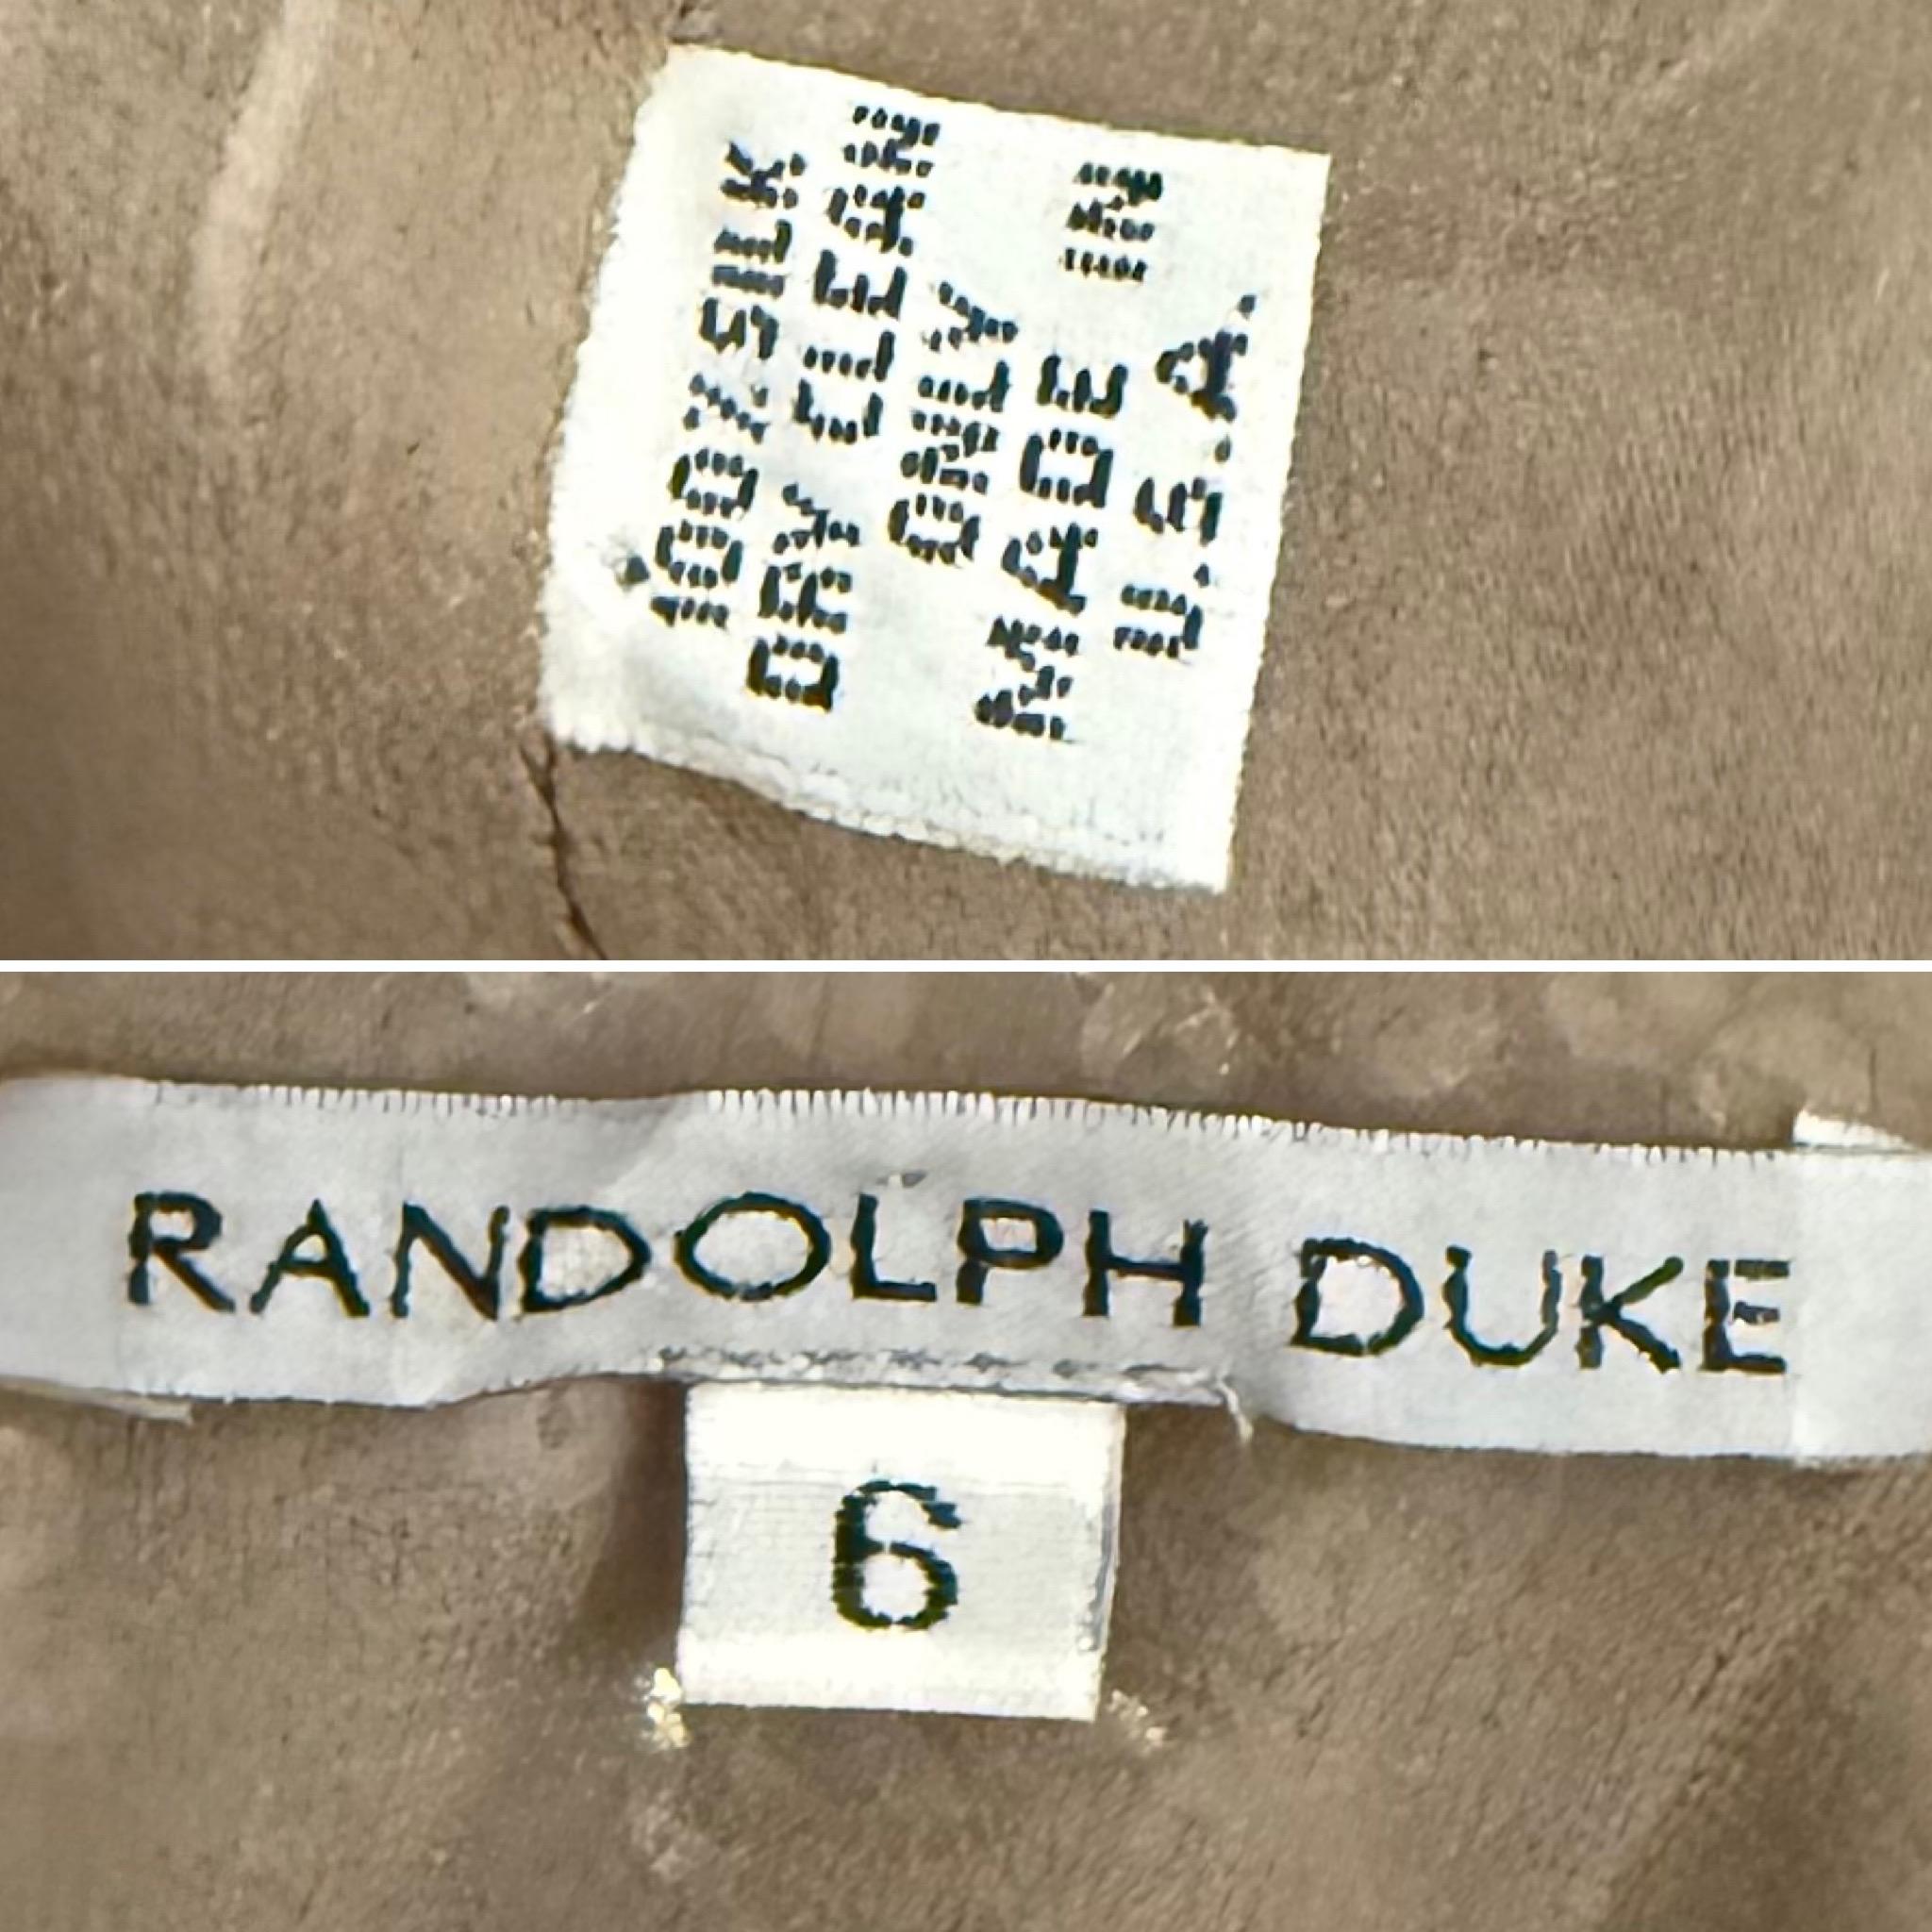 100% SILK
DRY CLEAN
ONLY
MADE IN
U.S.A.
RANDOLPH DUKE
6